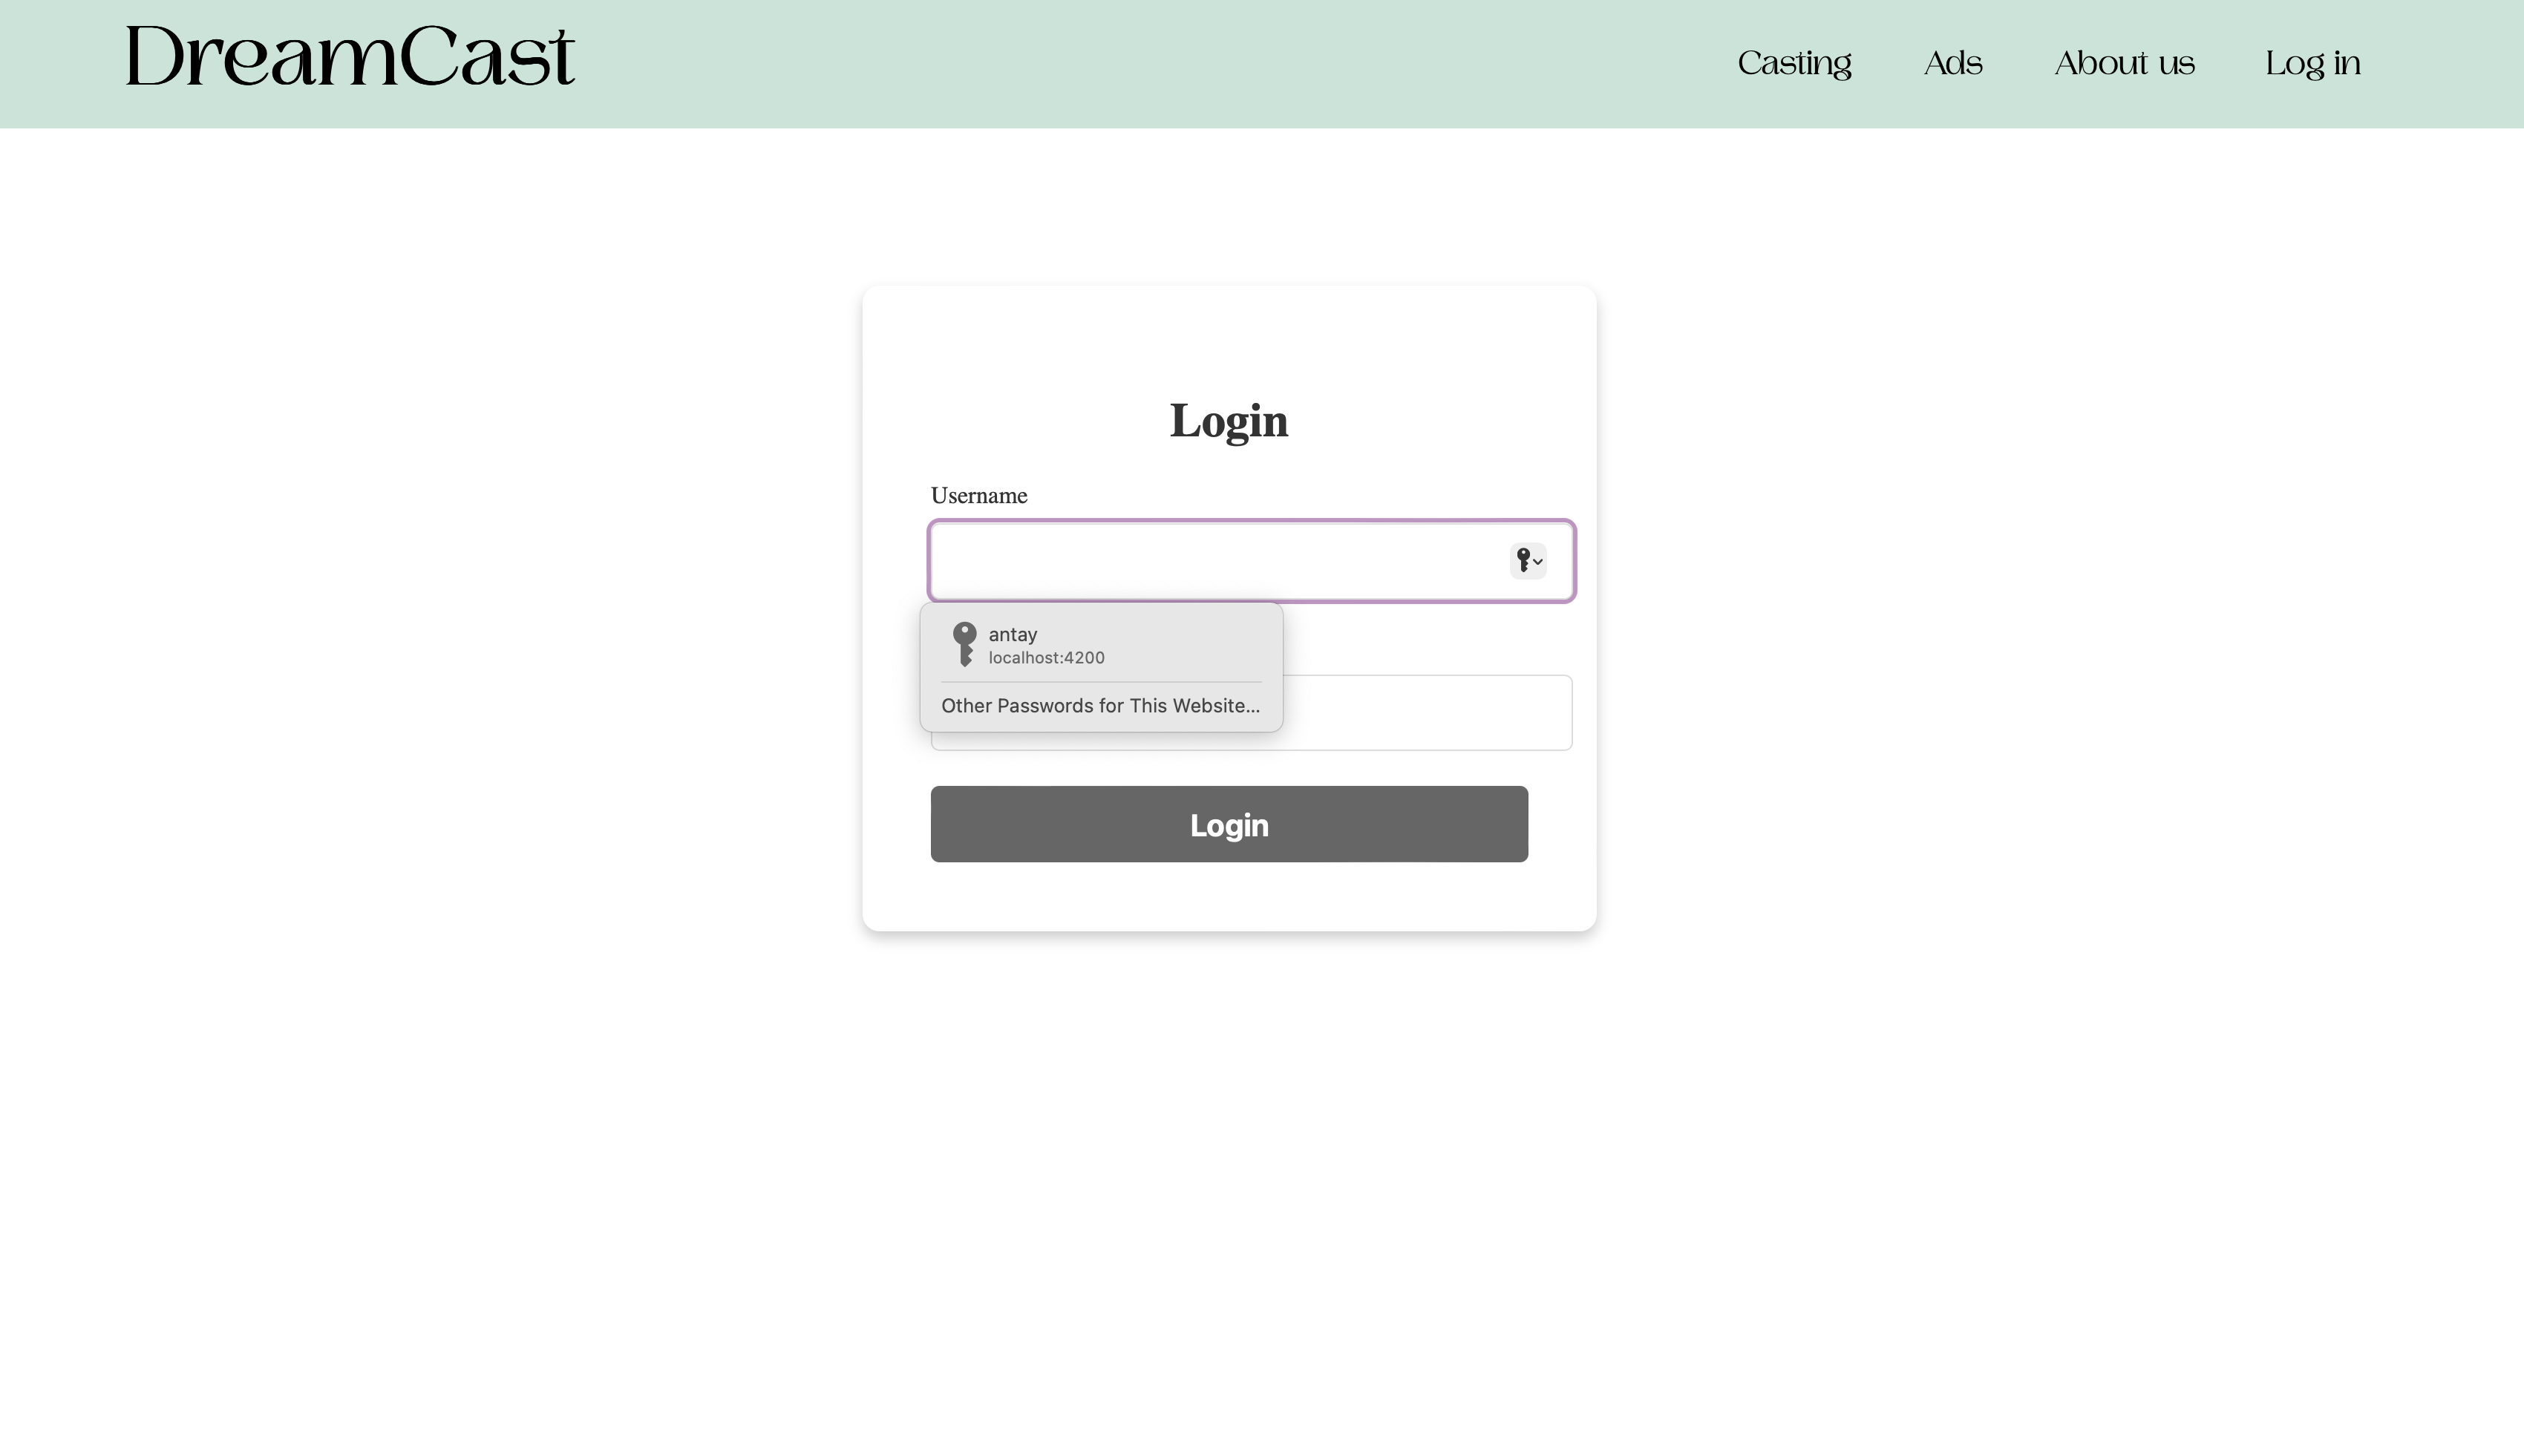 DreamCast
Casting Ads About us Log in
Login
Username
antay
localhost:4200
Other Passwords for This Website...
Login